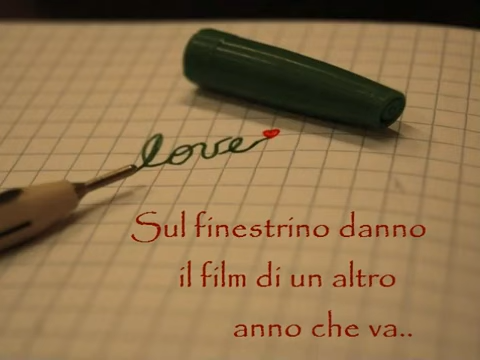 love
Sul finestrino danno
il film di un altro
anno che va..